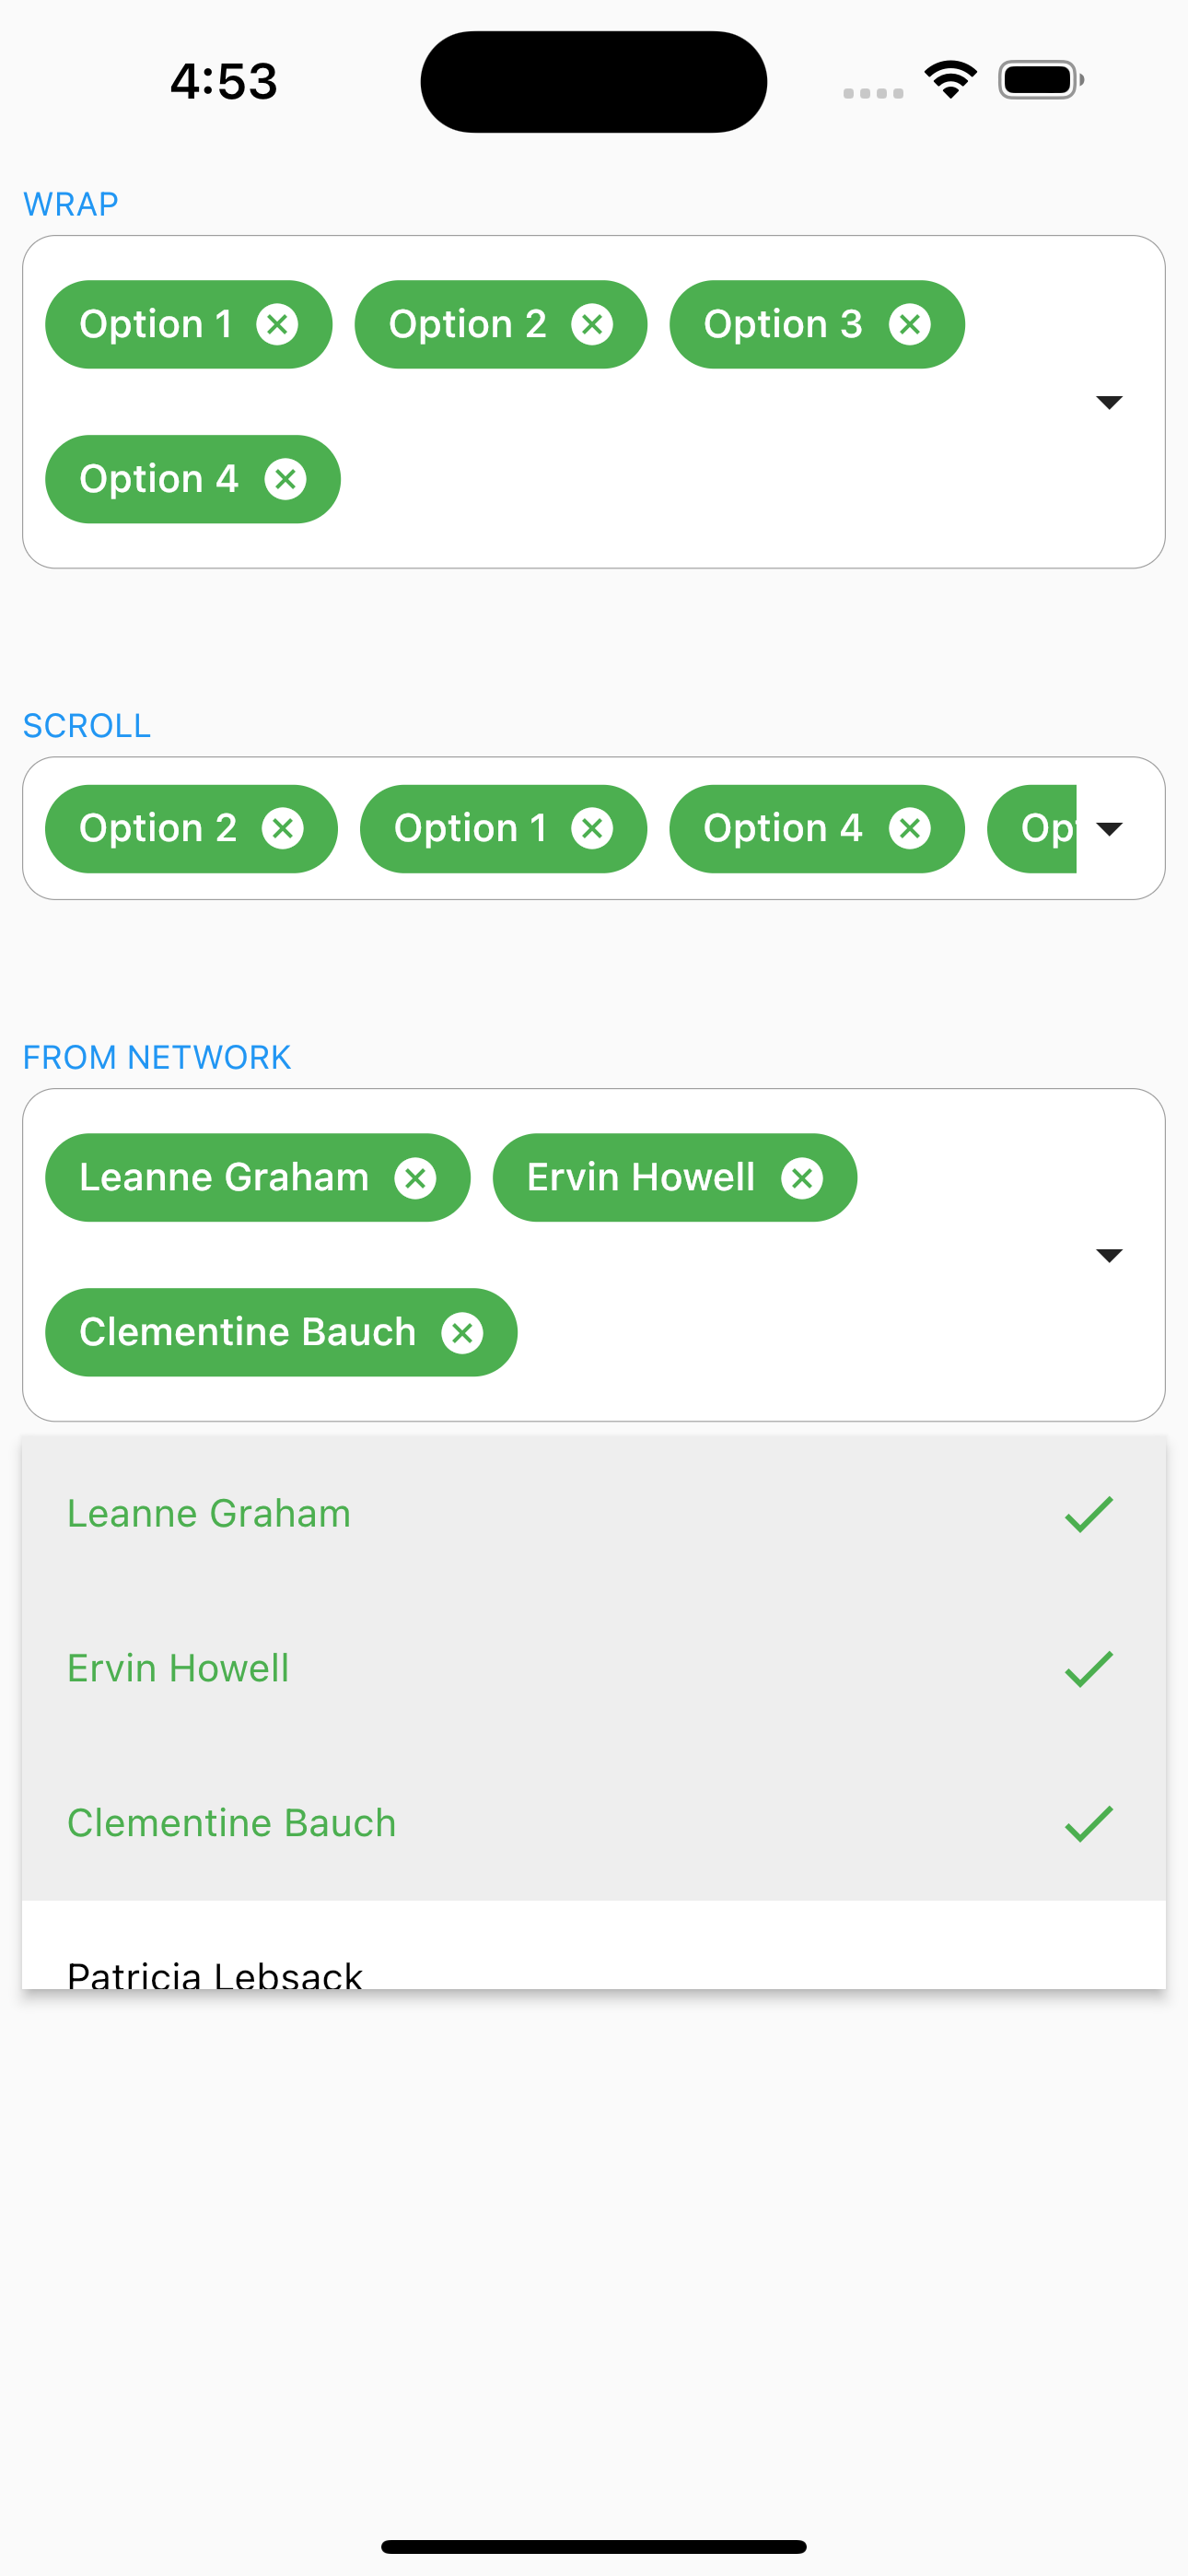 4:53
WRAP
Option 1 Option 2 Option 3
Option 4
SCROLL
Option 2 Option 1 Option 4 Op
FROM NETWORK
Leanne Graham Ervin Howell
Clementine Bauch
Leanne Graham
Ervin Howell
Clementine Bauch
Patricia Lebsack